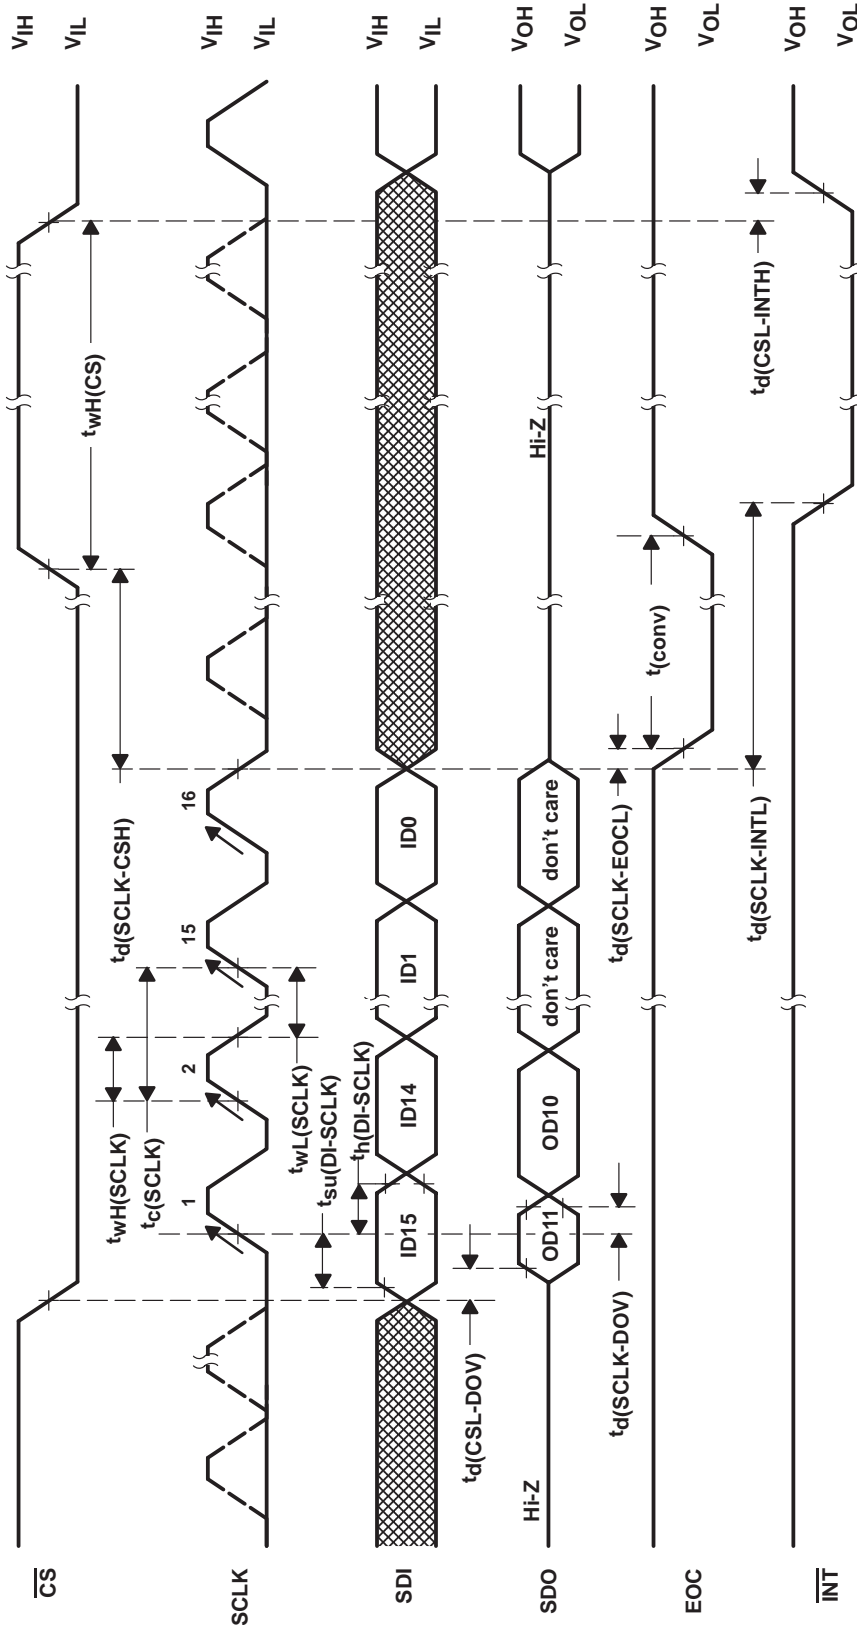 CS
VIH
VIL
twH(CS)
td(SCLK-CSH)
twH(SCLK)
tc(SCLK)
SCLK
1
2
15
16
VIH
VIL
twL(SCLK)
tsu(DI-SCLK)
th(DI-SCLK)
SDI
ID15
ID14
ID1
ID0
VIH
VIL
td(CSL-DOV)
SDO
Hi-Z
OD11
OD10
don't care
don't care
Hi-Z
VOH
VOL
td(SCLK-DOV)
td(SCLK-EOCL)
t(conv)
EOC
VOH
VOL
td(SCLK-INTL)
td(CSL-INTH)
INT
VOH
VOL